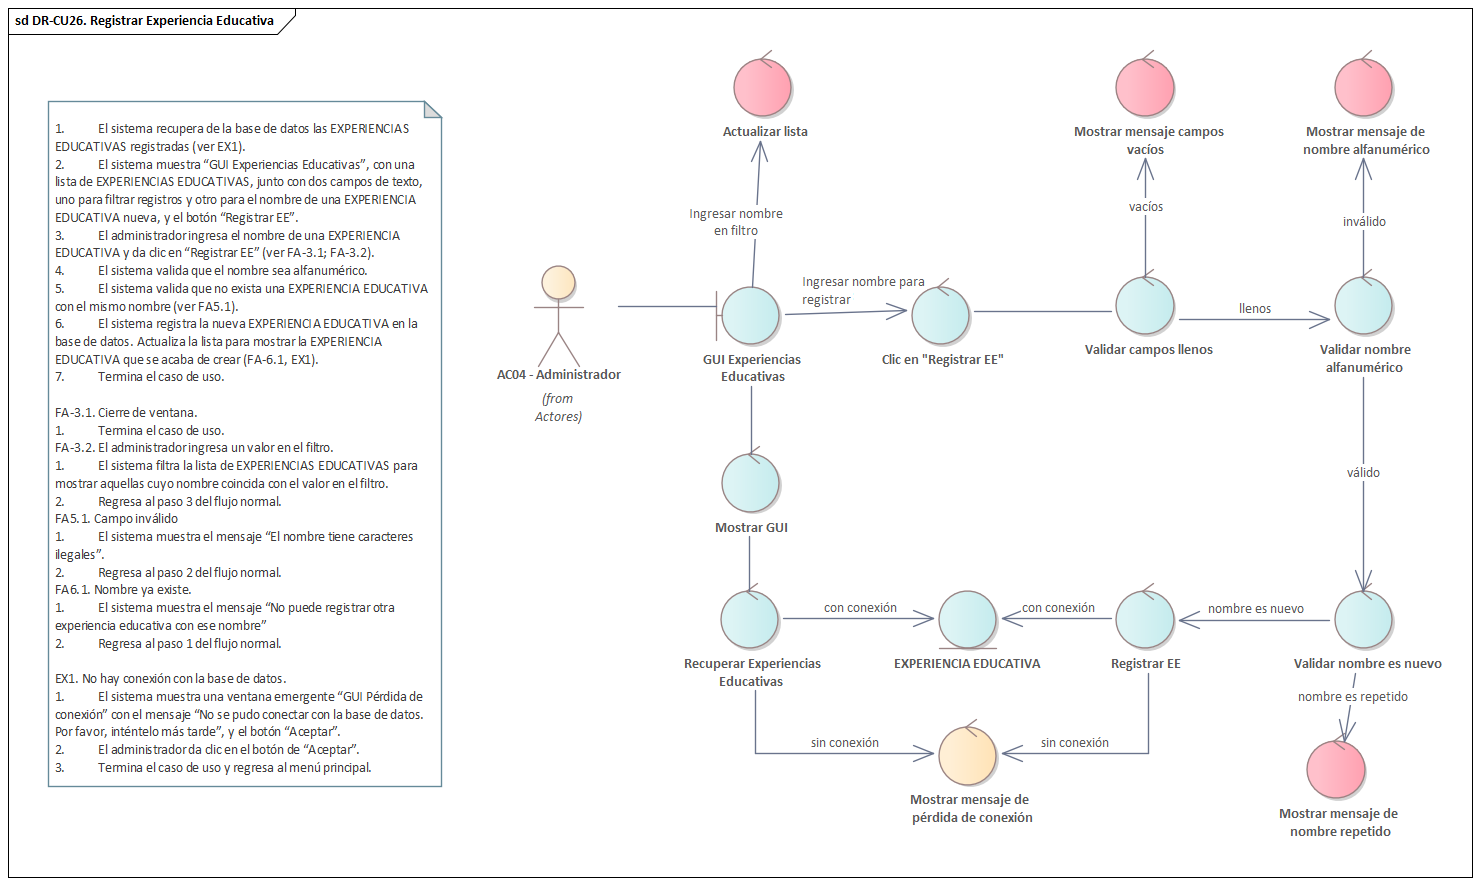 sd DR-CU26. Registrar Experiencia Educativa
1. El sistema recupera de la base de datos las EXPERIENCIAS
EDUCATIVAS registradas (ver EX1).
2. El sistema muestra “GUI Experiencias Educativas”, con una
lista de EXPERIENCIAS EDUCATIVAS, junto con dos campos de texto,
uno para filtrar registros y otro para el nombre de una EXPERIENCIA
EDUCATIVA nueva, y el botón “Registrar EE”.
3. El administrador ingresa el nombre de una EXPERIENCIA
EDUCATIVA y da clic en “Registrar EE” (ver FA-3.1; FA-3.2).
4. El sistema valida que el nombre sea alfanumérico.
5. El sistema valida que no exista una EXPERIENCIA EDUCATIVA
con el mismo nombre (ver FA5.1).
6. El sistema registra la nueva EXPERIENCIA EDUCATIVA en la
base de datos. Actualiza la lista para mostrar la EXPERIENCIA
EDUCATIVA que se acaba de crear (FA-6.1, EX1).
7. Termina el caso de uso.
FA-3.1. Cierre de ventana.
1. Termina el caso de uso.
FA-3.2. El administrador ingresa un valor en el filtro.
1. El sistema filtra la lista de EXPERIENCIAS EDUCATIVAS para
mostrar aquellas cuyo nombre coincida con el valor en el filtro.
2. Regresa al paso 3 del flujo normal.
FA5.1. Campo inválido
1. El sistema muestra el mensaje “El nombre tiene caracteres
ilegales”.
2. Regresa al paso 2 del flujo normal.
FA6.1. Nombre ya existe.
1. El sistema muestra el mensaje “No puede registrar otra
experiencia educativa con ese nombre”
2. Regresa al paso 1 del flujo normal.
EX1. No hay conexión con la base de datos.
1. El sistema muestra una ventana emergente “GUI Pérdida de
conexión” con el mensaje “No se pudo conectar con la base de datos.
Por favor, inténtelo más tarde”, y el botón “Aceptar”.
2. El administrador da clic en el botón de “Aceptar”.
3. Termina el caso de uso y regresa al menú principal.
Actualizar lista
Mostrar mensaje campos
vacíos
Mostrar mensaje de
nombre alfanumérico
Ingresar nombre
en filtro
vacíos
inválido
Ingresar nombre para
registrar
llenos
AC04 - Administrador
(from
Actores)
GUI Experiencias
Educativas
Clic en "Registrar EE"
Validar campos llenos
Validar nombre
alfanumérico
válido
Mostrar GUI
con conexión
con conexión
nombre es nuevo
Recuperar Experiencias
Educativas
EXPERIENCIA EDUCATIVA
Registrar EE
Validar nombre es nuevo
nombre es repetido
sin conexión
sin conexión
Mostrar mensaje de
pérdida de conexión
Mostrar mensaje de
nombre repetido